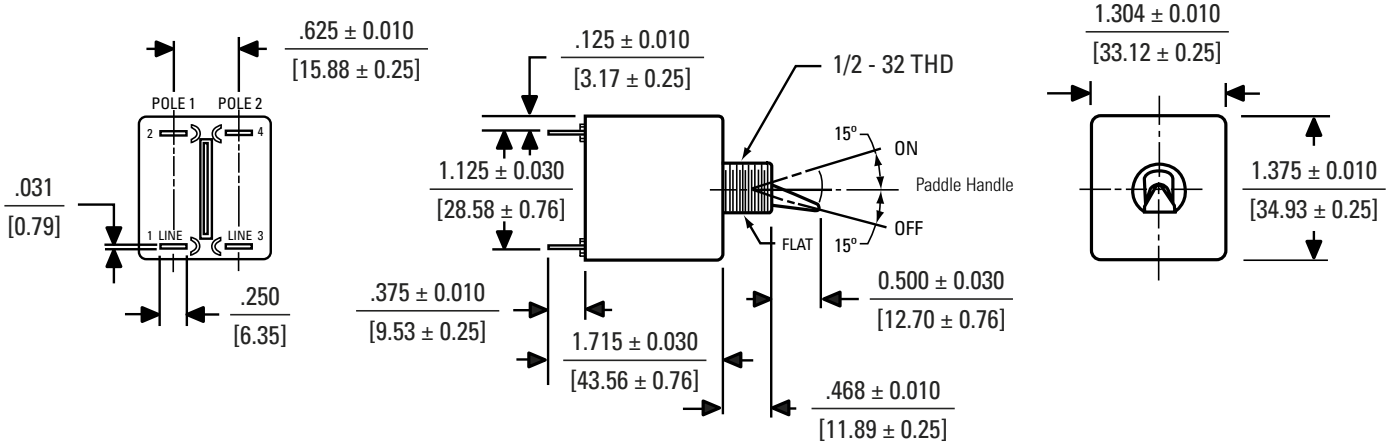 .625 ± 0.010
[15.88 ± 0.25]
POLE 1 POLE 2
2 4
1 LINE LINE 3
.031
[0.79]
.250
[6.35]
.125 ± 0.010
[3.17 ± 0.25]
1/2 - 32 THD
1.125 ± 0.030
[28.58 ± 0.76]
15º
ON
Paddle Handle
OFF
15º
FLAT
.375 ± 0.010
[9.53 ± 0.25]
1.715 ± 0.030
[43.56 ± 0.76]
0.500 ± 0.030
[12.70 ± 0.76]
.468 ± 0.010
[11.89 ± 0.25]
1.304 ± 0.010
[33.12 ± 0.25]
1.375 ± 0.010
[34.93 ± 0.25]